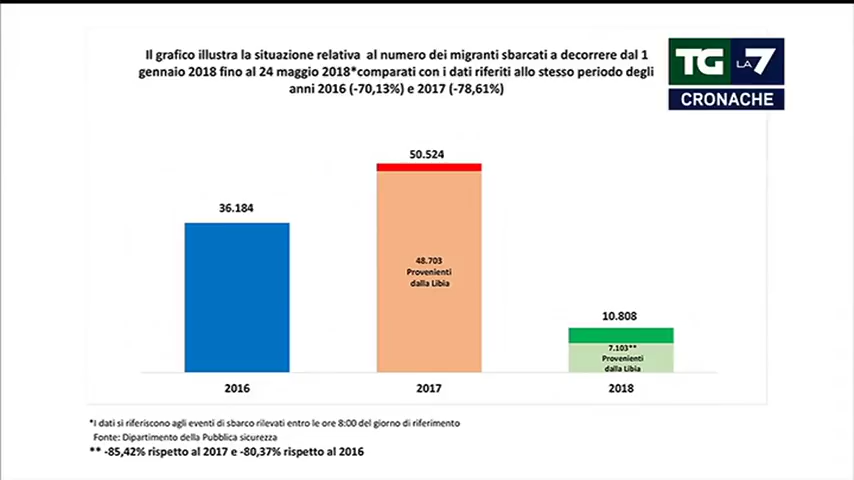 Il grafico illustra la situazione relativa al numero dei migranti sbarcati a decorrere dal 1
gennaio 2018 fino al 24 maggio 2018*comparati con i dati riferiti allo stesso periodo degli
anni 2016 (-70,13%) e 2017 (-78,61%)
TG LA 7
CRONACHE
50.524
36.184
48.703
Provenienti
dalla Libia
10.808
7.103**
Provenienti
dalla Libia
2016
2017
2018
*I dati si riferiscono agli eventi di sbarco rilevati entro le ore 8:00 del giorno di riferimento
Fonte: Dipartimento della Pubblica sicurezza
** -85,42% rispetto al 2017 e -80,37% rispetto al 2016